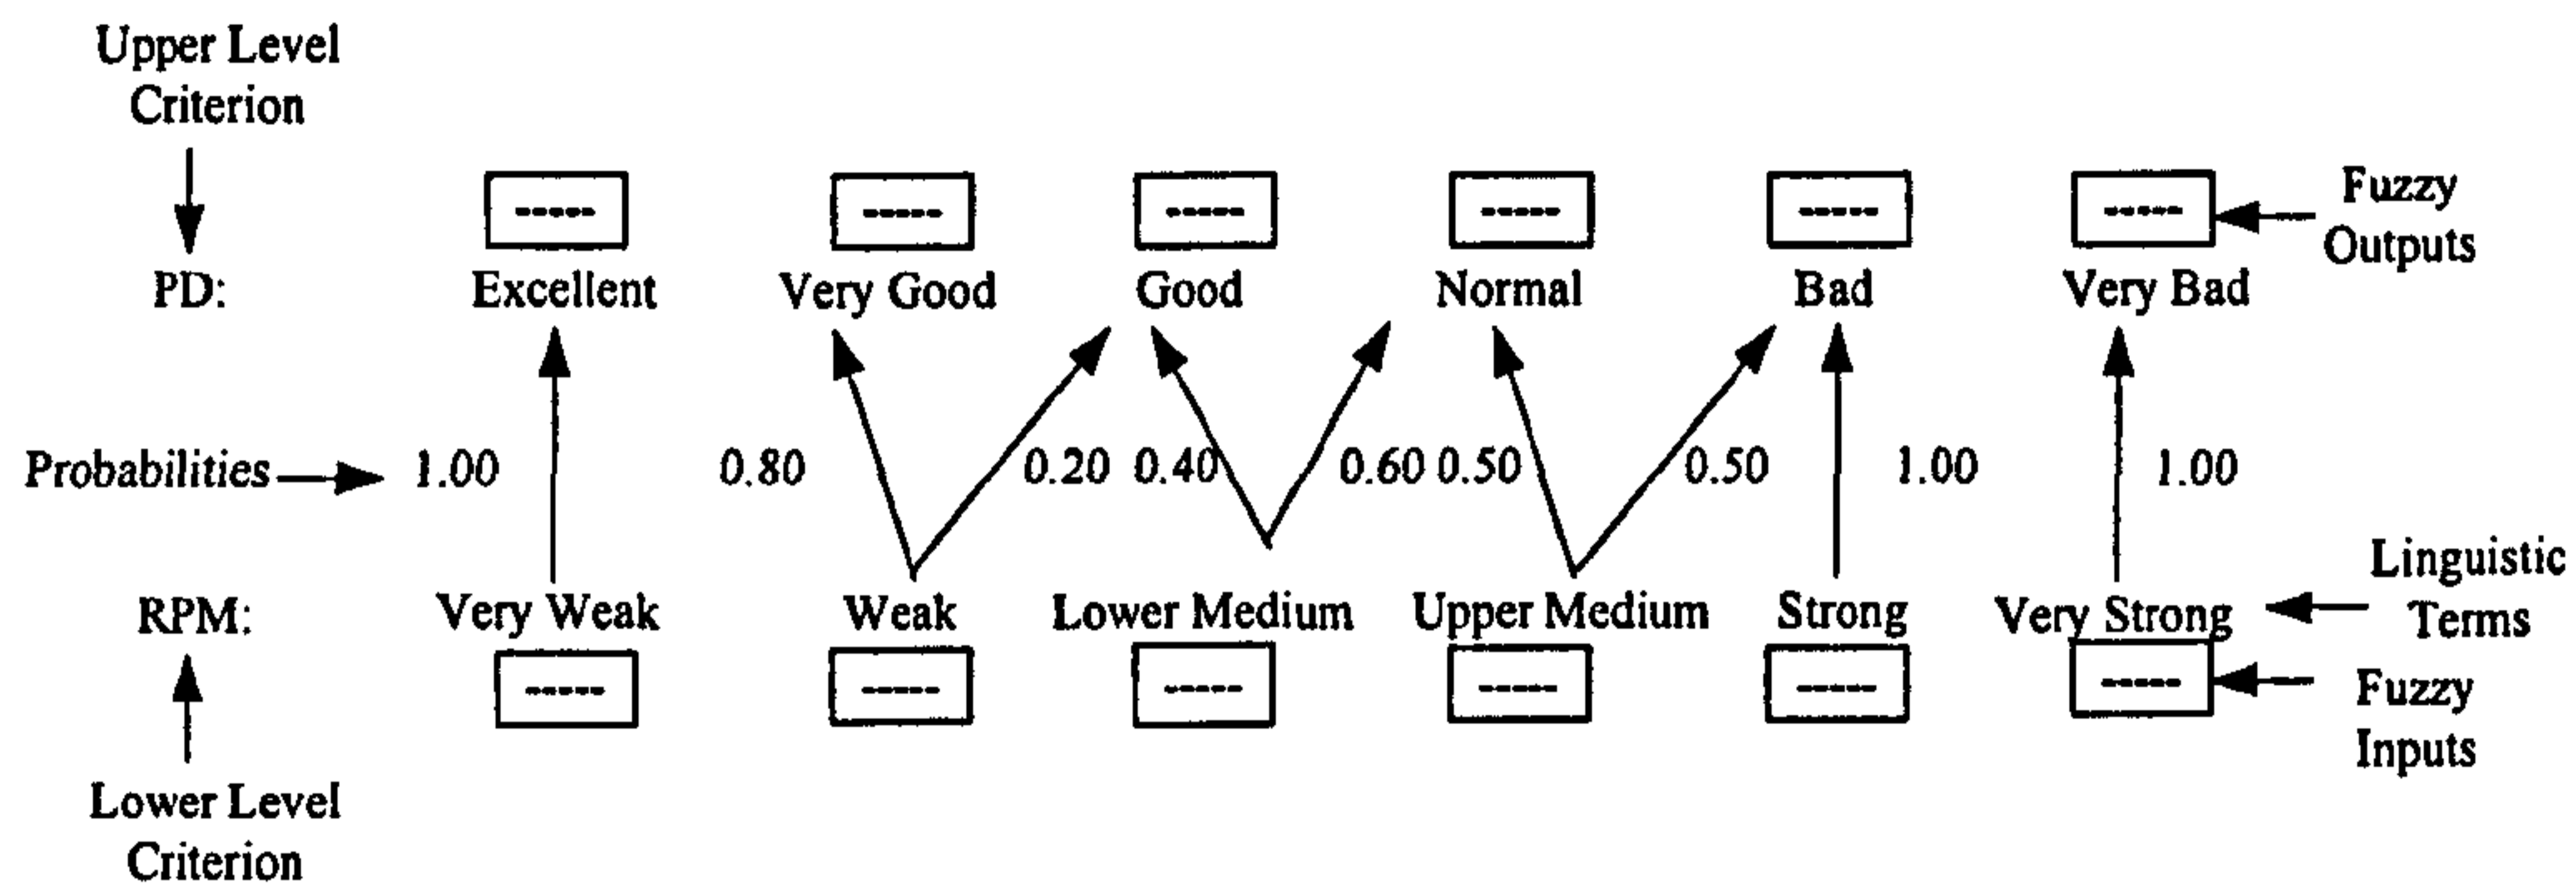 Upper Level
Criterion
----- ----- ----- ----- ----- -----
Fuzzy
Outputs
PD: Excellent Very Good Good Normal Bad Very Bad
Probabilities 1.00 0.80 0.20 0.40 0.60 0.50 0.50 1.00 1.00
Linguistic
Terms
RPM: Very Weak Weak Lower Medium Upper Medium Strong Very Strong
----- ----- ----- ----- ----- -----
Fuzzy
Inputs
Lower Level
Criterion